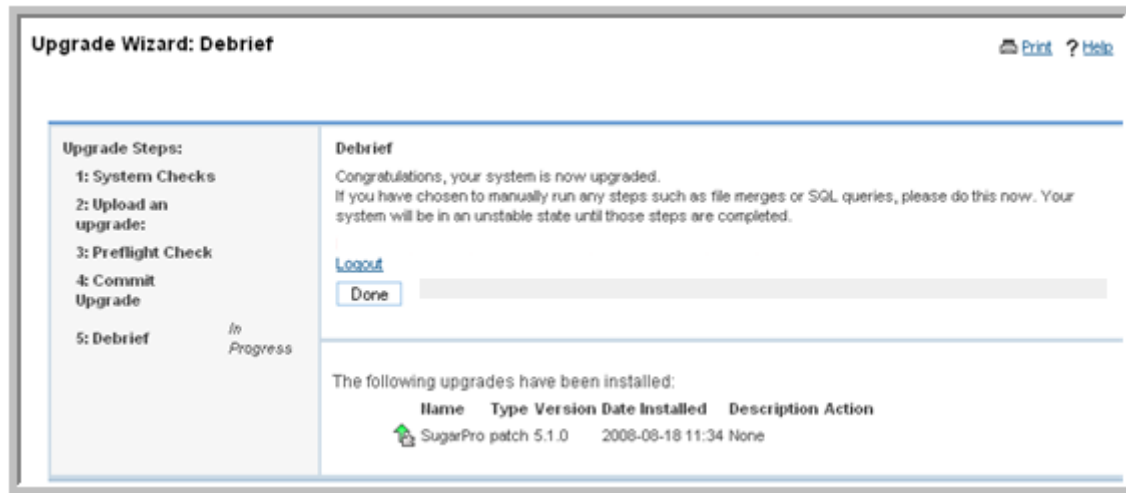 Upgrade Wizard: Debrief
Print ? Help
Upgrade Steps:
1: System Checks
2: Upload an
upgrade:
3: Preflight Check
4: Commit
Upgrade
5: Debrief
In
Progress
Debrief
Congratulations, your system is now upgraded.
If you have chosen to manually run any steps such as file merges or SQL queries, please do this now. Your
system will be in an unstable state until those steps are completed.
Logout
Done
The following upgrades have been installed:
Name Type Version Date Installed Description Action
SugarPro patch 5.1.0 2008-08-18 11:34 None